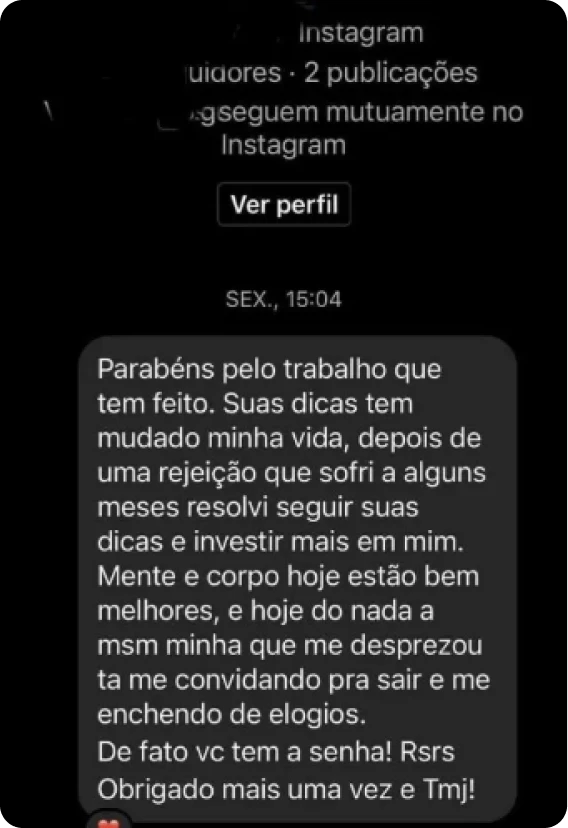 Instagram
uidores · 2 publicações
seguem mutuamente no
Instagram
Ver perfil
SEX., 15:04
Parabéns pelo trabalho que
tem feito. Suas dicas tem
mudado minha vida, depois de
uma rejeição que sofri a alguns
meses resolvi seguir suas
dicas e investir mais em mim.
Mente e corpo hoje estão bem
melhores, e hoje do nada a
msm minha que me desprezou
ta me convidando pra sair e me
enchendo de elogios.
De fato vc tem a senha! Rsrs
Obrigado mais uma vez e Tmj!